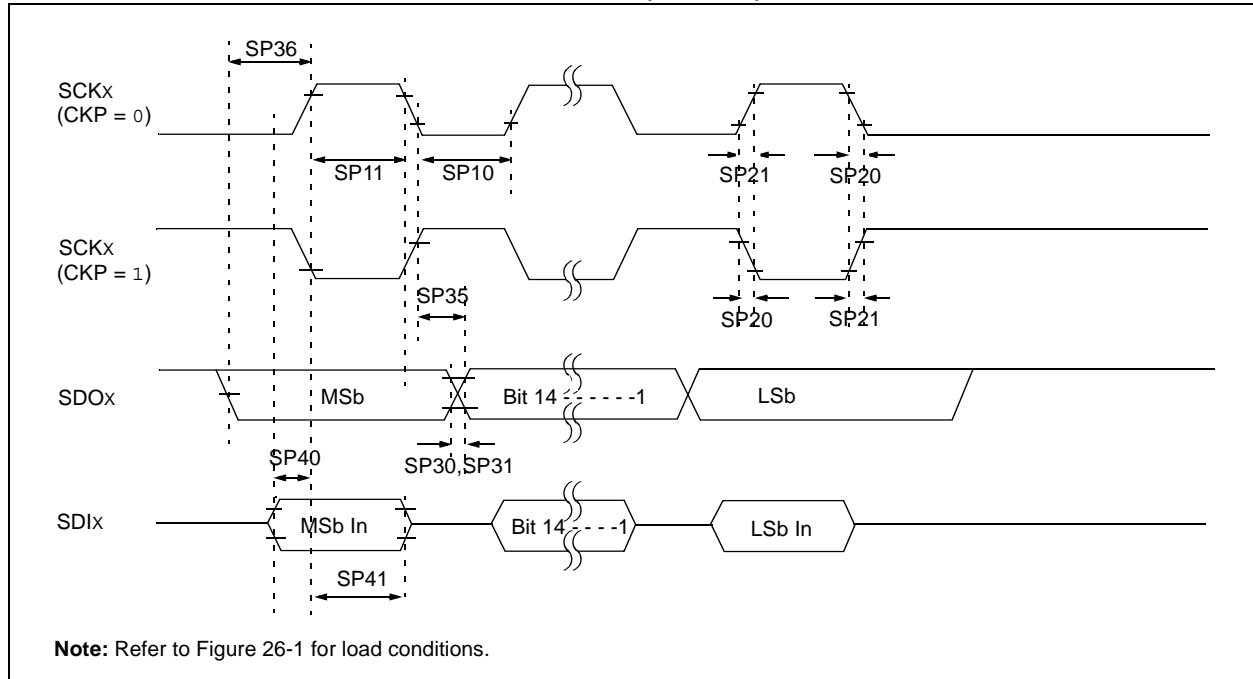 SP36
SCKx
(CKP = 0)
SP11
SP10
SP21
SP20
SCKx
(CKP = 1)
SP35
SP20
SP21
SDOx
MSb
Bit 14 - - - - - -1
LSb
SP40
SP30,SP31
SDIx
MSb In
Bit 14 - - - -1
LSb In
SP41
Note: Refer to Figure 26-1 for load conditions.